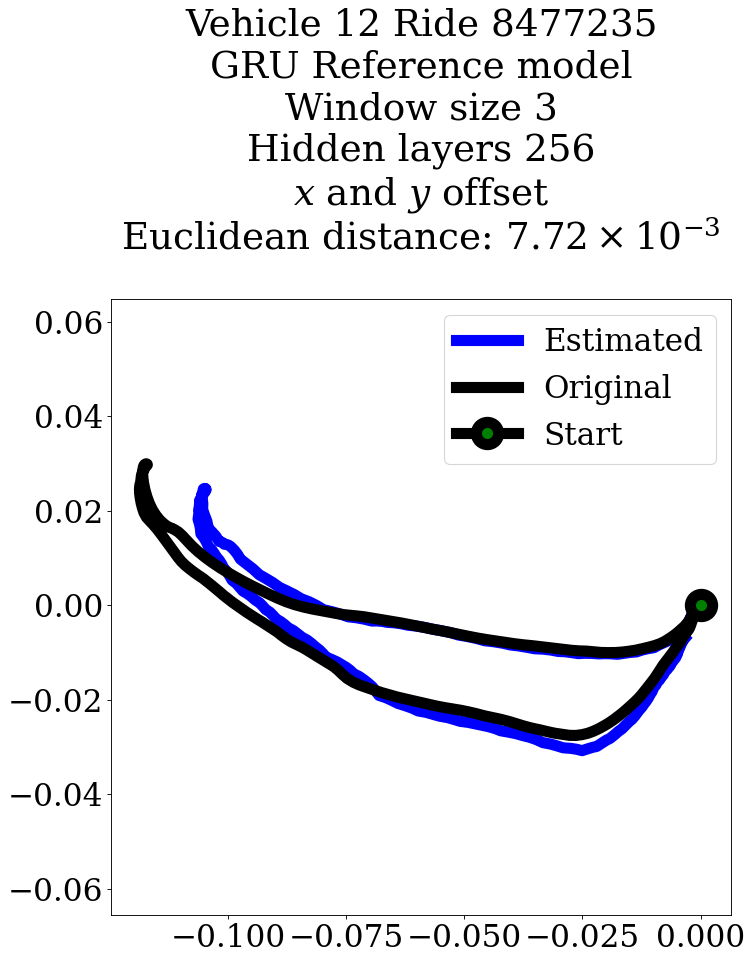 Vehicle 12 Ride 8477235
GRU Reference model
Window size 3
Hidden layers 256
x and y offset
Euclidean distance: 7.72 × 10⁻³
Estimated
Original
Start
0.06
0.04
0.02
0.00
−0.02
−0.04
−0.06
−0.100 −0.075 −0.050 −0.025 0.000